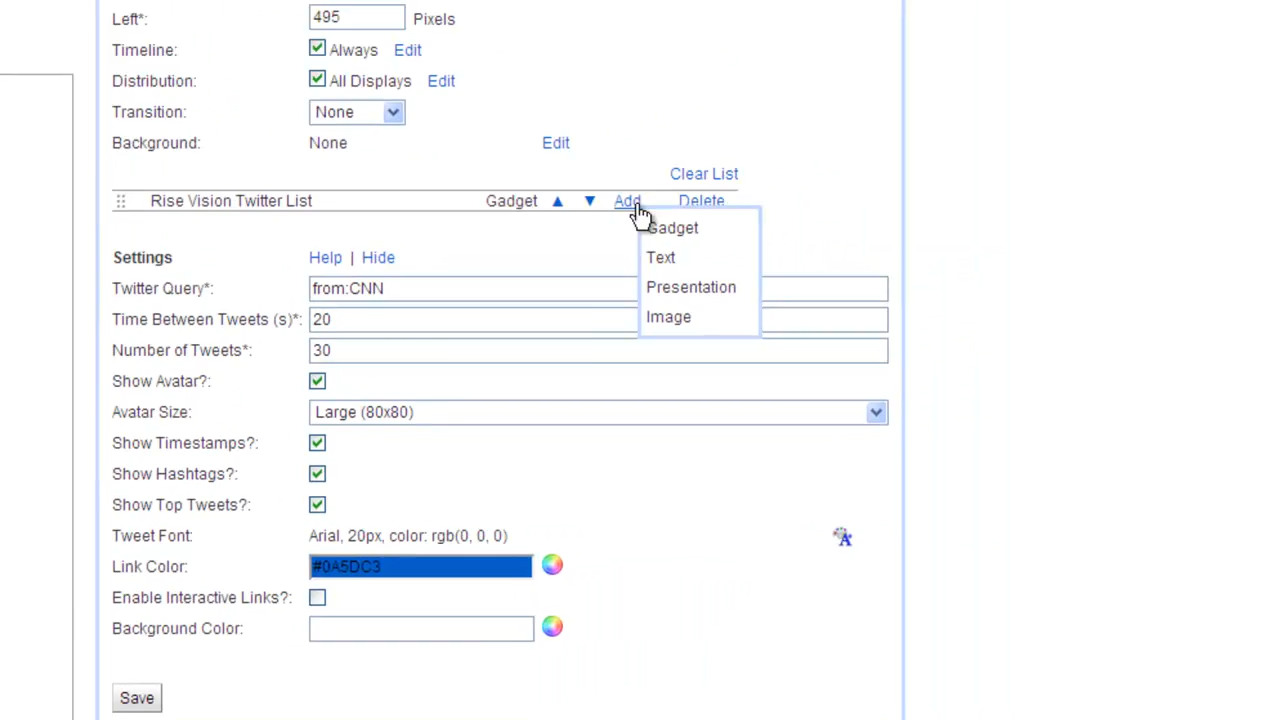 Left*: 495 Pixels
Timeline: Always Edit
Distribution: All Displays Edit
Transition: None
Background: None Edit
Clear List
Rise Vision Twitter List Gadget Add Delete
Gadget
Text
Presentation
Image
Settings Help | Hide
Twitter Query*: from:CNN
Time Between Tweets (s)*: 20
Number of Tweets*: 30
Show Avatar?:
Avatar Size: Large (80x80)
Show Timestamps?:
Show Hashtags?:
Show Top Tweets?:
Tweet Font: Arial, 20px, color: rgb(0, 0, 0)
Link Color: #0A5DC3
Enable Interactive Links?:
Background Color:
Save